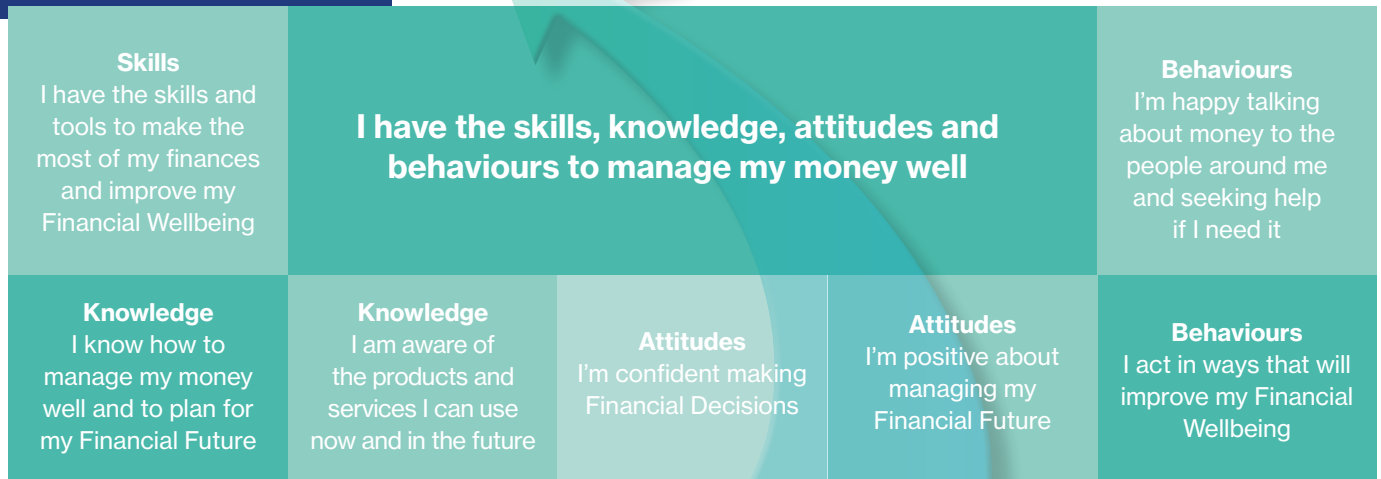 Skills
I have the skills and
tools to make the
most of my finances
and improve my
Financial Wellbeing
I have the skills, knowledge, attitudes and
behaviours to manage my money well
Behaviours
I'm happy talking
about money to the
people around me
and seeking help
if I need it
Knowledge
I know how to
manage my money
well and to plan for
my Financial Future
Knowledge
I am aware of
the products and
services I can use
now and in the future
Attitudes
I'm confident making
Financial Decisions
Attitudes
I'm positive about
managing my
Financial Future
Behaviours
I act in ways that will
improve my Financial
Wellbeing